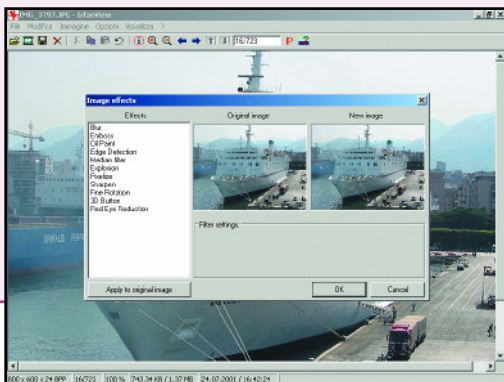 IMG_3797.JPG - IrfanView
File Modifica Immagine Opzioni Visualizza ?
16/723
Image effects
Effects:
Original image
New image
Blur
Emboss
Oil Paint
Edge Detection
Median filter
Explosion
Pixelize
Sharpen
Fine Rotation
3D Button
Red Eye Reduction
Filter settings:
Apply to original image
OK
Cancel
800 x 600 x 24 BPP 16/723 100 % 743.34 KB / 1.37 MB 24.07.2001 / 16:42:24